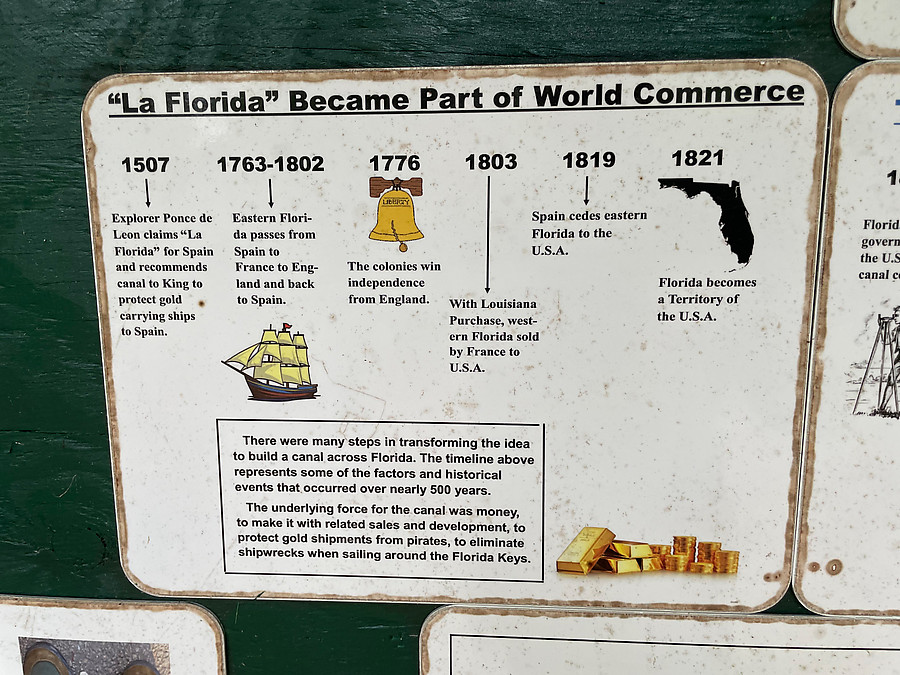 “La Florida” Became Part of World Commerce
1507
Explorer Ponce de
Leon claims “La
Florida” for Spain
and recommends
canal to King to
protect gold
carrying ships
to Spain.
1763-1802
Eastern Flori-
da passes from
Spain to
France to Eng-
land and back
to Spain.
1776
LIBERTY
The colonies win
independence
from England.
1803
With Louisiana
Purchase, west-
ern Florida sold
by France to
U.S.A.
1819
Spain cedes eastern
Florida to the
U.S.A.
1821
Florida becomes
a Territory of
the U.S.A.
There were many steps in transforming the idea
to build a canal across Florida. The timeline above
represents some of the factors and historical
events that occurred over nearly 500 years.
The underlying force for the canal was money,
to make it with related sales and development, to
protect gold shipments from pirates, to eliminate
shipwrecks when sailing around the Florida Keys.
Florid
govern
the U.S
canal c